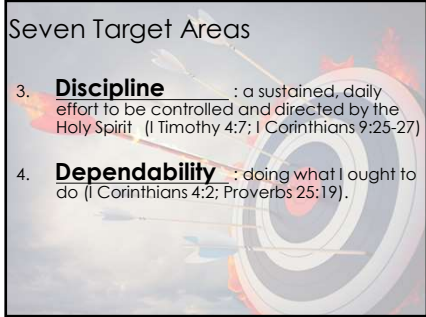 Seven Target Areas
3. Discipline : a sustained, daily
effort to be controlled and directed by the
Holy Spirit (I Timothy 4:7; I Corinthians 9:25-27)
4. Dependability : doing what I ought to
do (I Corinthians 4:2; Proverbs 25:19).